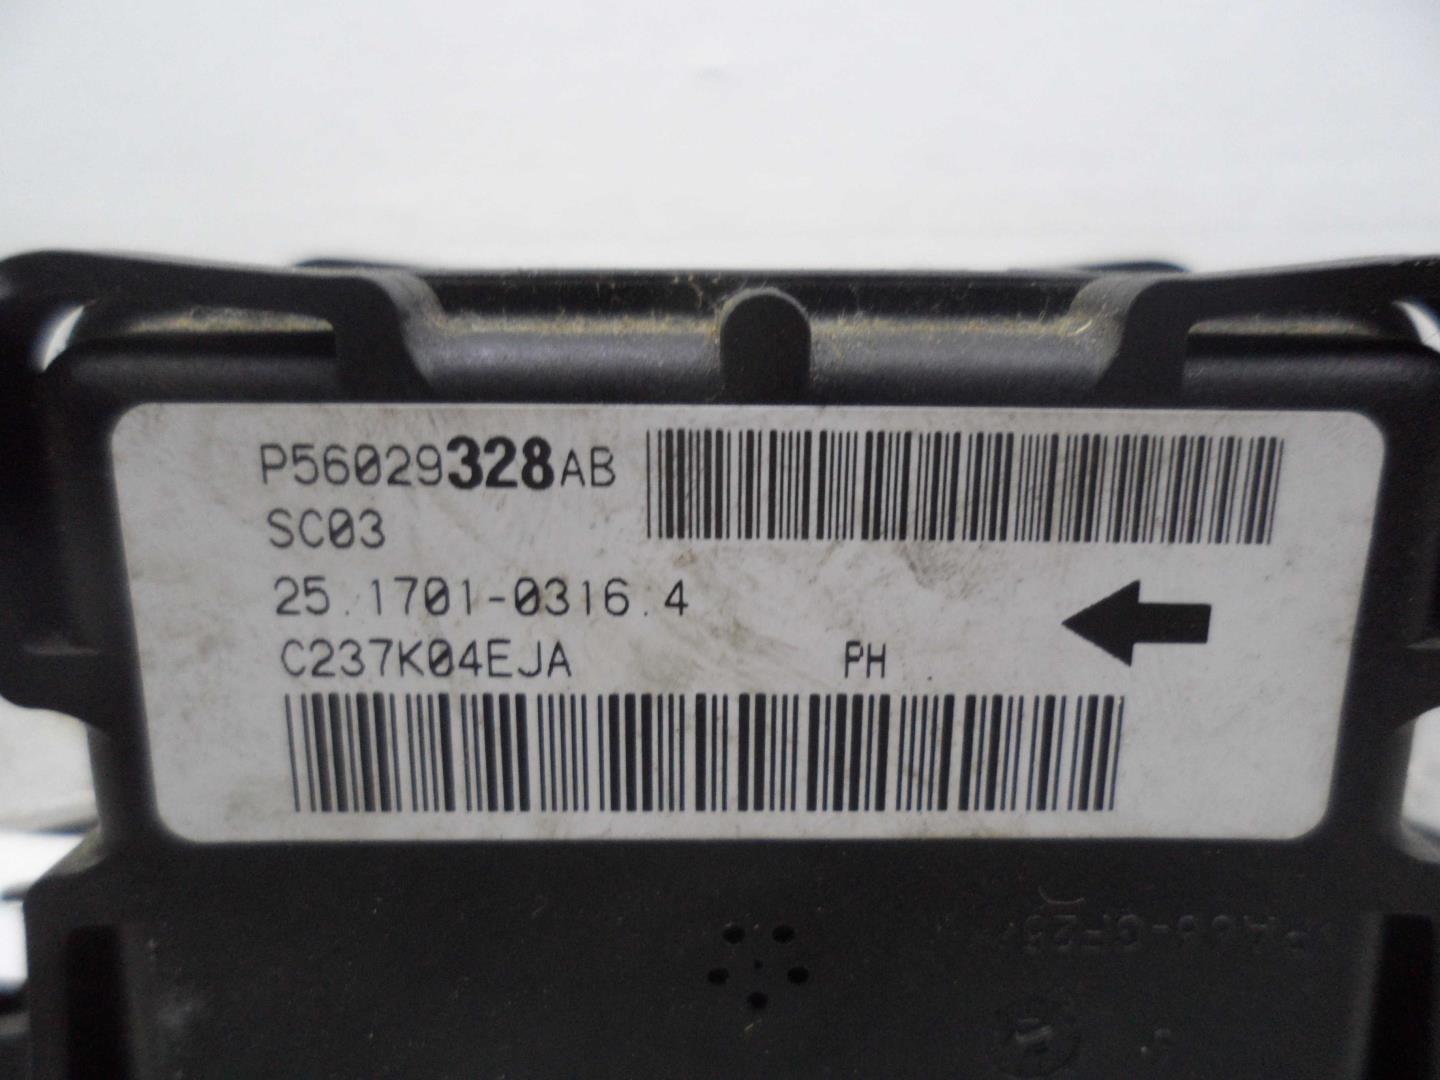 P56029328AB
SC03
25.1701-0316.4
C237K04EJA PH